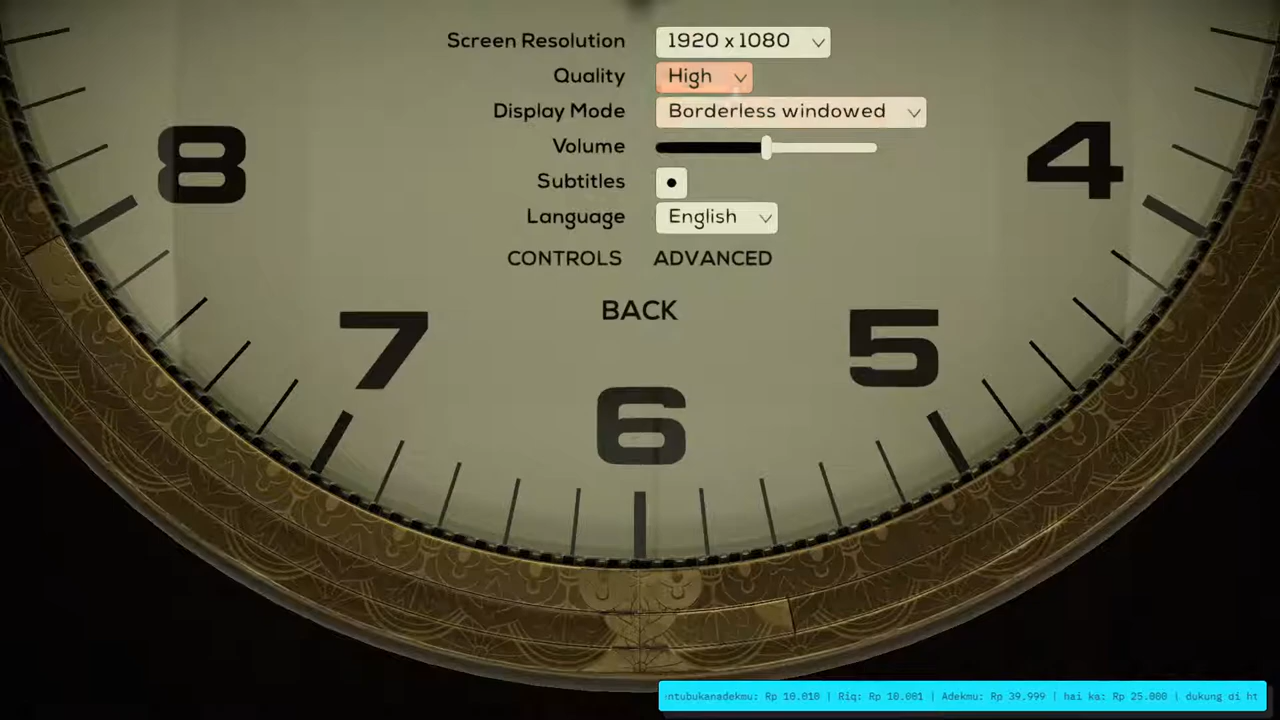 Screen Resolution 1920 x 1080
Quality High
Display Mode Borderless windowed
Volume
Subtitles
Language English
CONTROLS ADVANCED
BACK
8 4
7 5
6
ntubukanadekmu: Rp 10.010 | Riq: Rp 10.001 | Adekmu: Rp 39.999 | hai ka: Rp 25.000 | dukung di ht